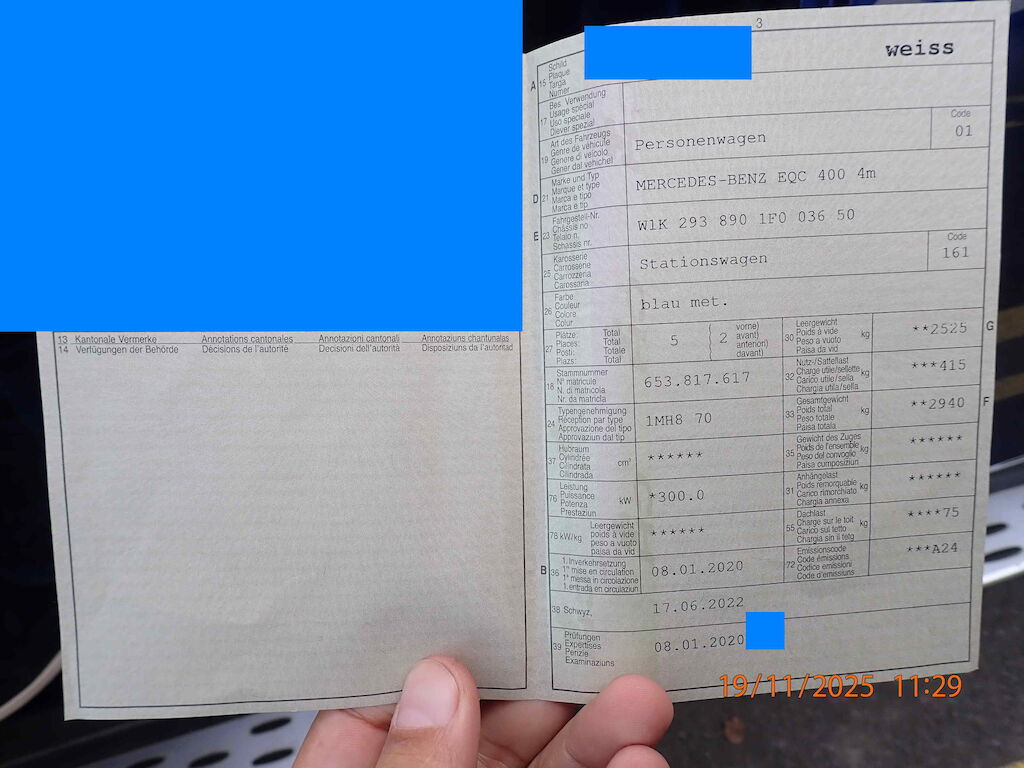 3
A 15 Schild
Plaque
Targa
Numer
weiss
17 Bes. Verwendung
Usage spécial
Uso speciale
Diever spezial
19 Art des Fahrzeugs
Genre de véhicule
Genere di veicolo
Gener dal vehichel
Personenwagen
Code
01
D 21 Marke und Typ
Marque et type
Marca e tipo
Marca e tip
MERCEDES-BENZ EQC 400 4m
E 23 Fahrgestell-Nr.
Châssis no
Telaio n.
Schassis nr.
W1K 293 890 1F0 036 50
25 Karosserie
Carrosserie
Carrozzeria
Carossaria
Stationswagen
Code
161
26 Farbe
Couleur
Colore
Colur
blau met.
27 Plätze: Total
Places: Total
Posti: Totale
Plazs: Total
5 ( 2 vorne)
( avant)
( anteriori)
( davant)
30 Leergewicht
Poids à vide
Peso a vuoto
Paisa da vid
kg
**2525
G
18 Stammnummer
N° matricule
N. di matricola
Nr. da matricla
653.817.617
32 Nutz-/Sattellast
Charge utile/sellette
Carico utile/sella
Chargia utila/sella
kg
***415
24 Typengenehmigung
Réception par type
Approvazione del tipo
Approvaziun dal tip
1MH8 70
33 Gesamtgewicht
Poids total
Peso totale
Paisa totala
kg
**2940
F
37 Hubraum
Cylindrée
Cilindrata
Cilindrada
cm³
******
35 Gewicht des Zuges
Poids de l'ensemble
Peso del convoglio
Paisa cumposiziun
kg
******
76 Leistung
Puissance
Potenza
Prestaziun
kW
*300.0
31 Anhängelast
Poids remorquable
Carico rimorchiato
Chargia annexa
kg
******
78 kW/kg Leergewicht
poids à vide
peso a vuoto
paisa da vid
******
55 Dachlast
Charge sur le toit
Carico sul tetto
Chargia sin il tetg
kg
****75
B 36 1. Inverkehrsetzung
1re mise en circulation
1a messa in circolazione
1. entrada en circulaziun
08.01.2020
72 Emissionscode
Code émissions
Codice emissioni
Code d'emissiuns
***A24
38 Schwyz,
17.06.2022
39 Prüfungen
Expertises
Perizie
Examinaziuns
08.01.2020
13 Kantonale Vermerke Annotations cantonales Annotazioni cantonali Annotaziuns chantunalas
14 Verfügungen der Behörde Décisions de l'autorité Decisioni dell'autorità Disposiziuns da l'autoritad
19/11/2025 11:29